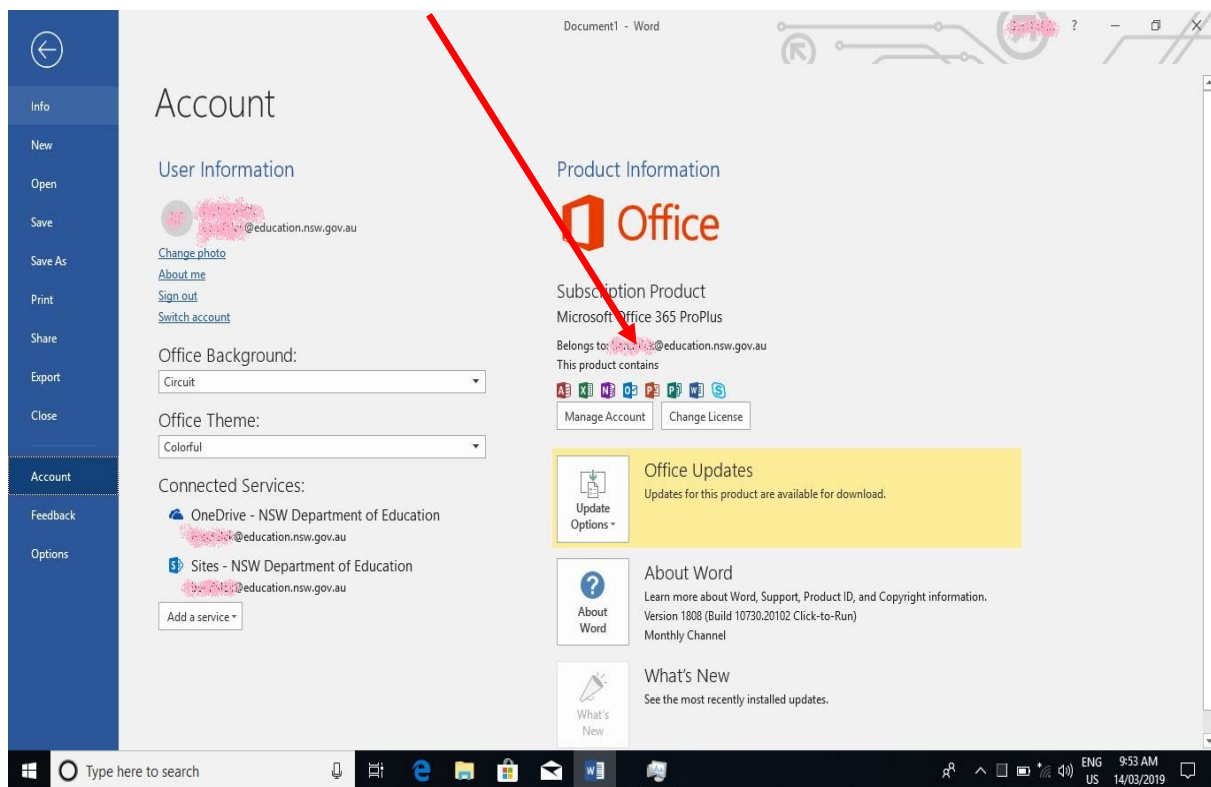 Document1 - Word
?
Info
New
Open
Save
Save As
Print
Share
Export
Close
Account
Feedback
Options
Account
User Information
@education.nsw.gov.au
Change photo
About me
Sign out
Switch account
Office Background:
Circuit
Office Theme:
Colorful
Connected Services:
OneDrive - NSW Department of Education
@education.nsw.gov.au
Sites - NSW Department of Education
@education.nsw.gov.au
Add a service
Product Information
Office
Subscription Product
Microsoft Office 365 ProPlus
Belongs to: @education.nsw.gov.au
This product contains
Manage Account
Change License
Update
Options
Office Updates
Updates for this product are available for download.
About
Word
About Word
Learn more about Word, Support, Product ID, and Copyright information.
Version 1808 (Build 10730.20102 Click-to-Run)
Monthly Channel
What's
New
What's New
See the most recently installed updates.
Type here to search
ENG
US
9:53 AM
14/03/2019